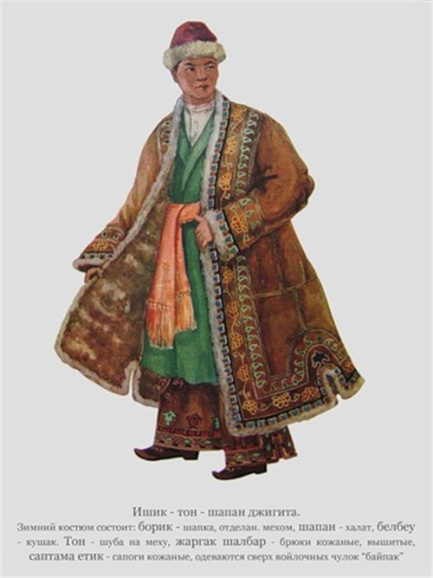 Ишик - тон - шапан джигита.
Зимний костюм состоит: борик - шапка, отделан. мехом, шапан - халат, белбеу
- кушак. Тон - шуба на меху, жаргак шалбар - брюки кожаные, вышитые,
саптама етик - сапоги кожаные, одеваются сверх войлочных чулок "байпак"